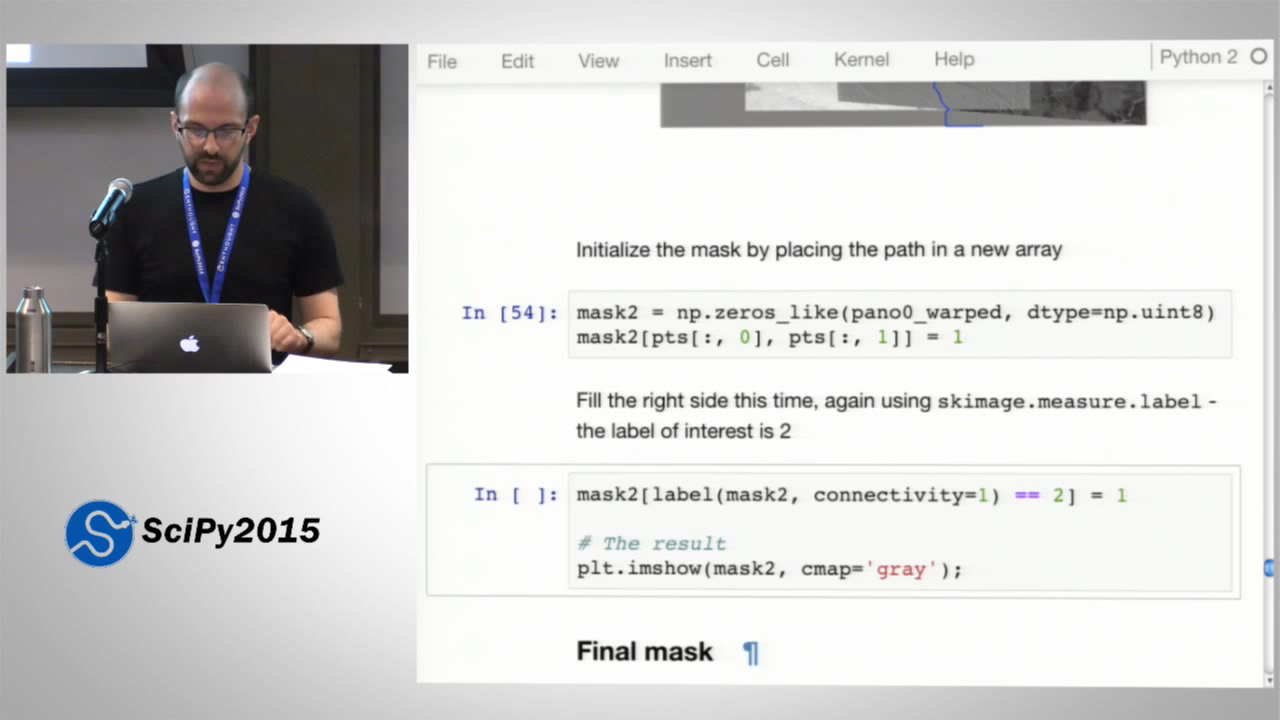 File Edit View Insert Cell Kernel Help Python 2
Initialize the mask by placing the path in a new array
In [54]: mask2 = np.zeros_like(pano0_warped, dtype=np.uint8)
mask2[pts[:, 0], pts[:, 1]] = 1
Fill the right side this time, again using skimage.measure.label -
the label of interest is 2
In [ ]: mask2[label(mask2, connectivity=1) == 2] = 1
# The result
plt.imshow(mask2, cmap='gray');
Final mask ¶
ENTHOUGHT
SciPy2015